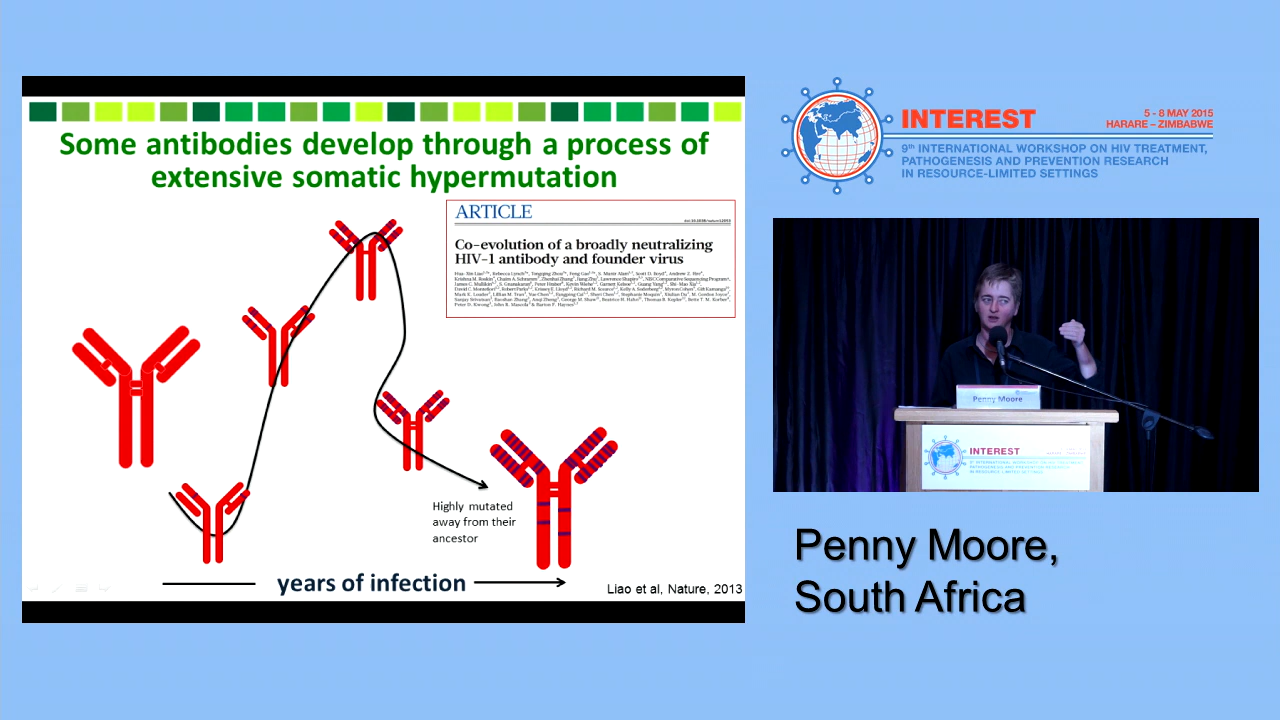 Some antibodies develop through a process of
extensive somatic hypermutation
ARTICLE
Co-evolution of a broadly neutralizing
HIV-1 antibody and founder virus
Highly mutated
away from their
ancestor
years of infection
Liao et al, Nature, 2013
INTEREST
5 - 8 MAY 2015
HARARE – ZIMBABWE
9th INTERNATIONAL WORKSHOP ON HIV TREATMENT,
PATHOGENESIS AND PREVENTION RESEARCH
IN RESOURCE-LIMITED SETTINGS
Penny Moore
INTEREST
Penny Moore,
South Africa